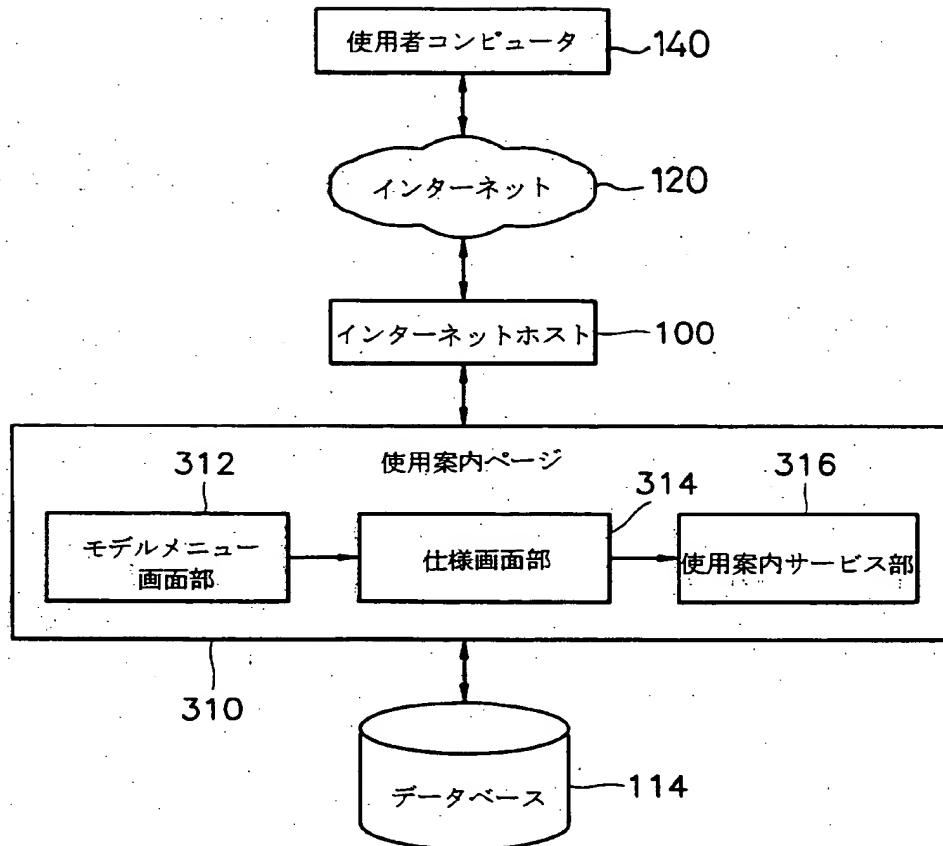 使用者コンピュータ
140
インターネット
120
インターネットホスト
100
使用案内ページ
312
314
316
モデルメニュー
画面部
仕様画面部
使用案内サービス部
310
データベース
114